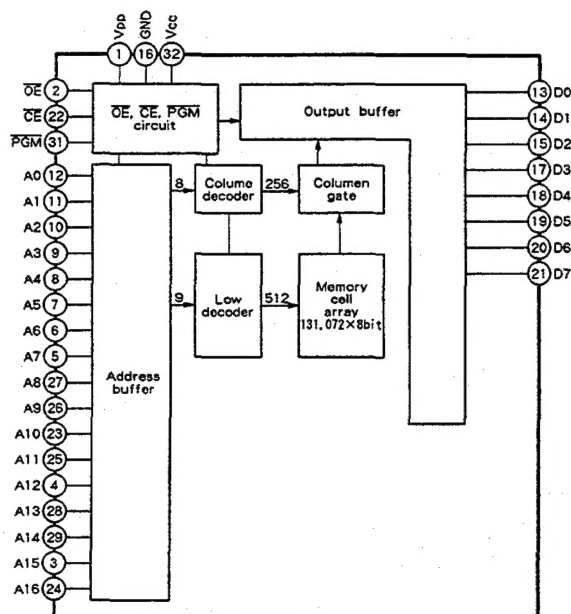 Vpp
GND
Vcc
1
16
32
OE 2
CE 22
PGM 31
OE, CE, PGM
circuit
Output buffer
13 D0
14 D1
15 D2
17 D3
18 D4
19 D5
20 D6
21 D7
A0 12
A1 11
A2 10
A3 9
A4 8
A5 7
A6 6
A7 5
A8 27
A9 26
A10 23
A11 25
A12 4
A13 28
A14 29
A15 3
A16 24
Address
buffer
8
Colume
decoder
256
Columen
gate
9
Low
decoder
512
Memory
cell
array
131,072×8bit